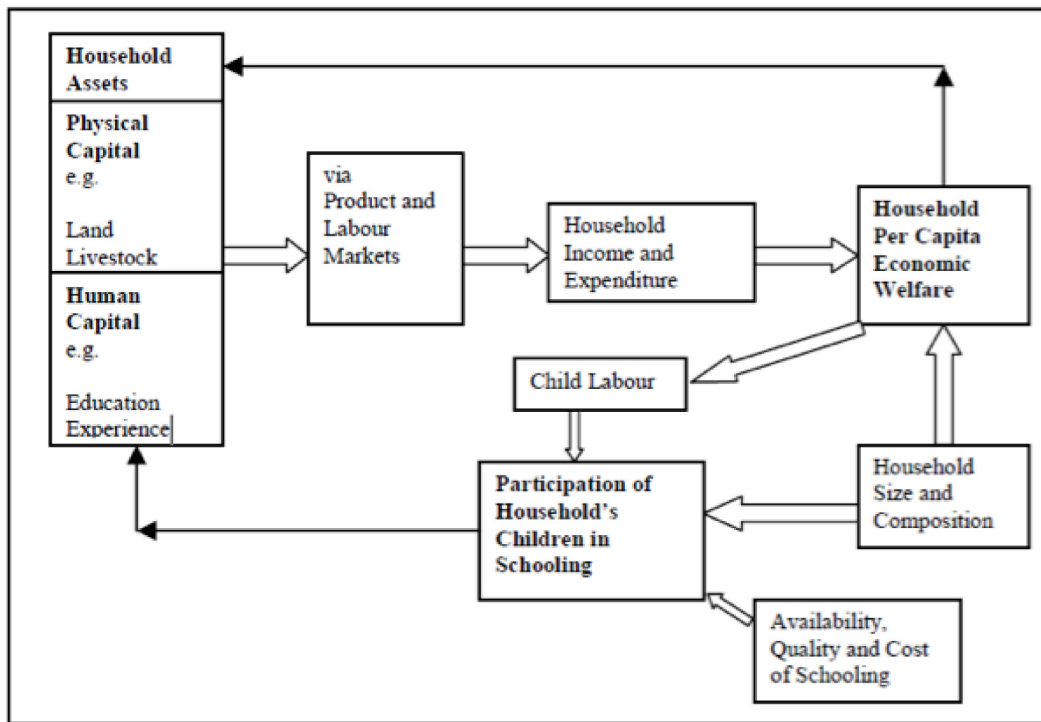 Household
Assets
Physical
Capital
e.g.
Land
Livestock
Human
Capital
e.g.
Education
Experience
via
Product and
Labour
Markets
Household
Income and
Expenditure
Household
Per Capita
Economic
Welfare
Child Labour
Participation of
Household's
Children in
Schooling
Household
Size and
Composition
Availability,
Quality and Cost
of Schooling